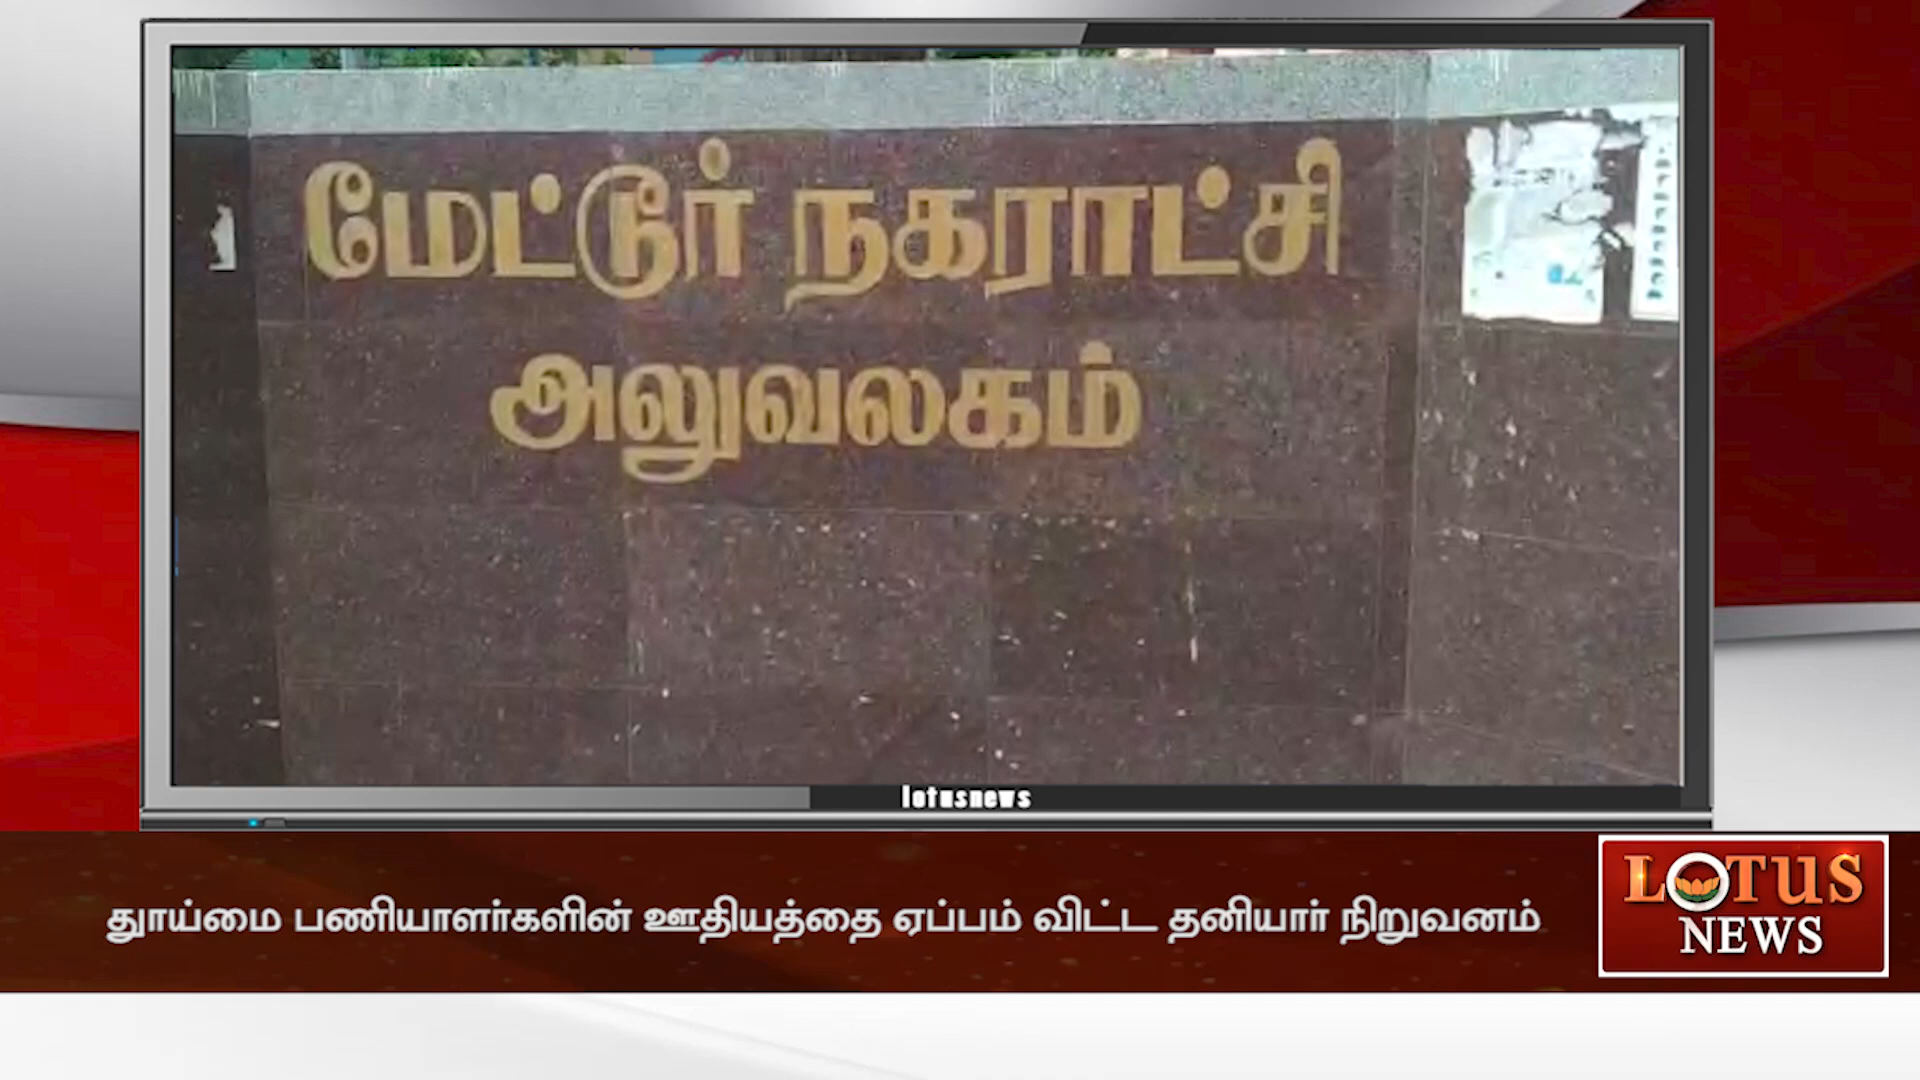 மேட்டூர் நகராட்சி
அலுவலகம்
lotusnews
தூய்மை பணியாளர்களின் ஊதியத்தை ஏப்பம் விட்ட தனியார் நிறுவனம்
LOTUS
NEWS